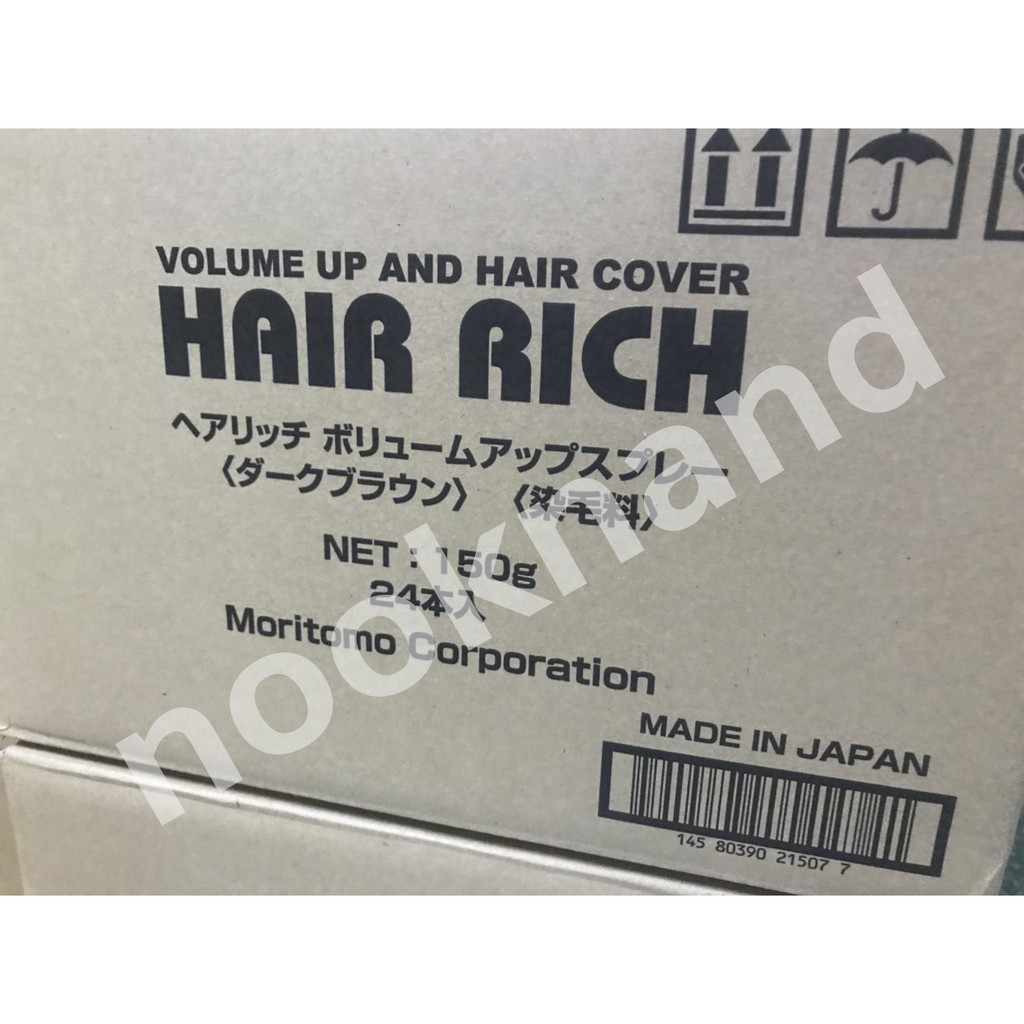 VOLUME UP AND HAIR COVER
HAIR RICH
ヘアリッチ ボリュームアップスプレー
〈ダークブラウン〉 〈染毛料〉
NET : 150g
24本入
Moritomo Corporation
MADE IN JAPAN
145 80390 21507 7
nooknand